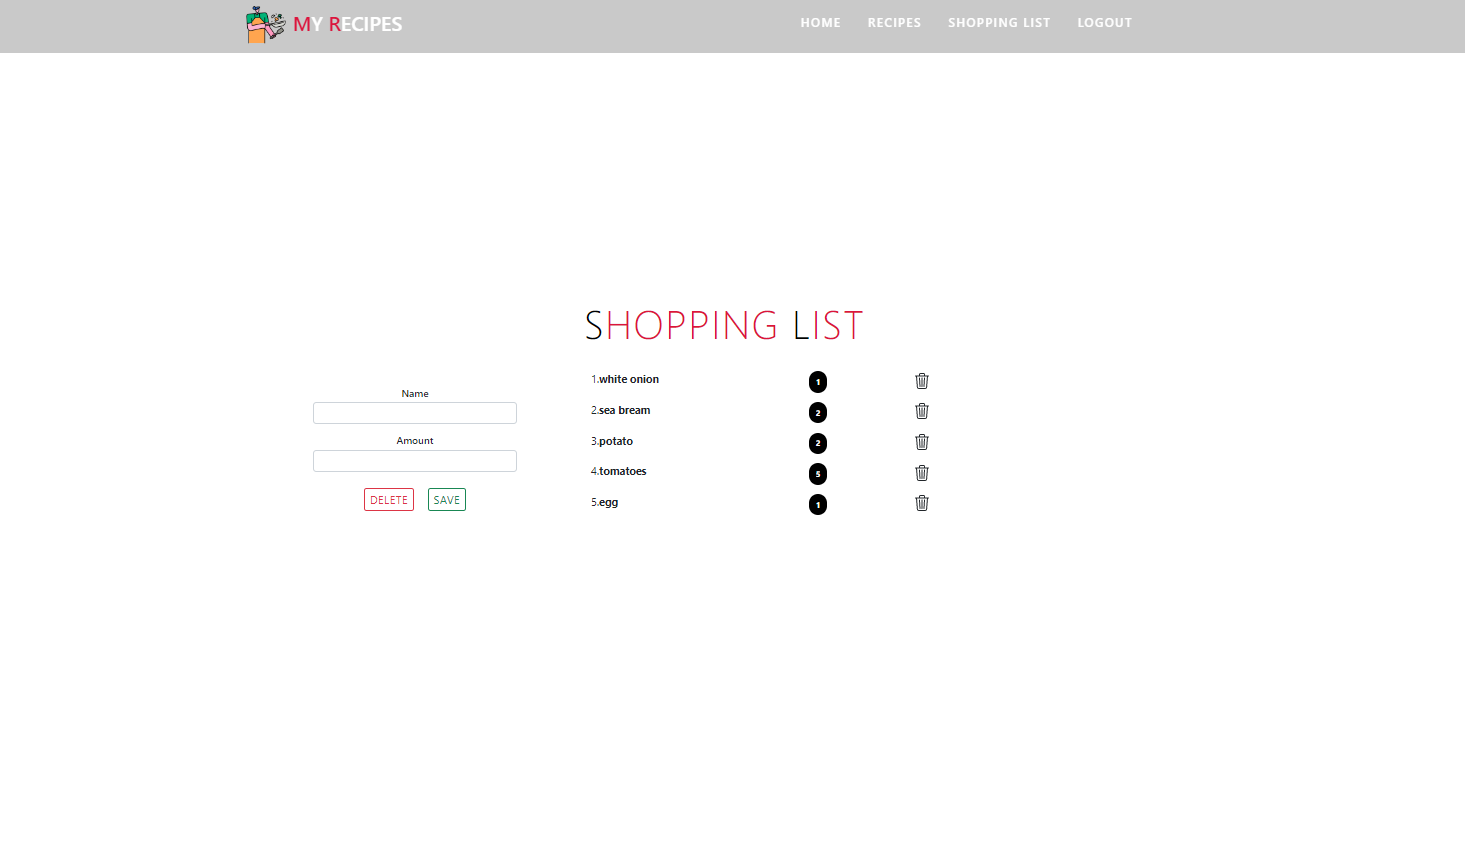 MY RECIPES
HOME RECIPES SHOPPING LIST LOGOUT
SHOPPING LIST
Name
Amount
DELETE SAVE
1.white onion 1
2.sea bream 2
3.potato 2
4.tomatoes 5
5.egg 1